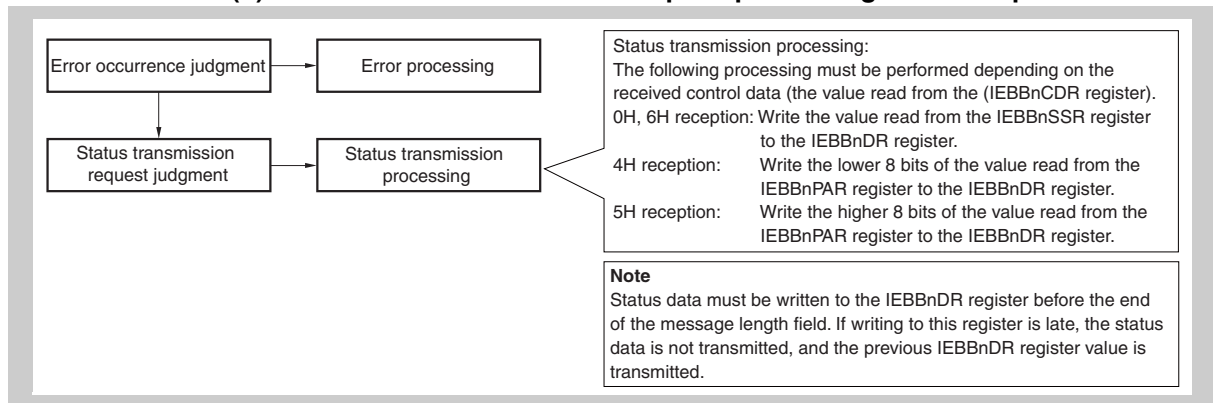 Error occurrence judgment
Error processing
Status transmission
request judgment
Status transmission
processing
Status transmission processing:
The following processing must be performed depending on the
received control data (the value read from the (IEBBnCDR register).
0H, 6H reception: Write the value read from the IEBBnSSR register
to the IEBBnDR register.
4H reception: Write the lower 8 bits of the value read from the
IEBBnPAR register to the IEBBnDR register.
5H reception: Write the higher 8 bits of the value read from the
IEBBnPAR register to the IEBBnDR register.
Note
Status data must be written to the IEBBnDR register before the end
of the message length field. If writing to this register is late, the status
data is not transmitted, and the previous IEBBnDR register value is
transmitted.